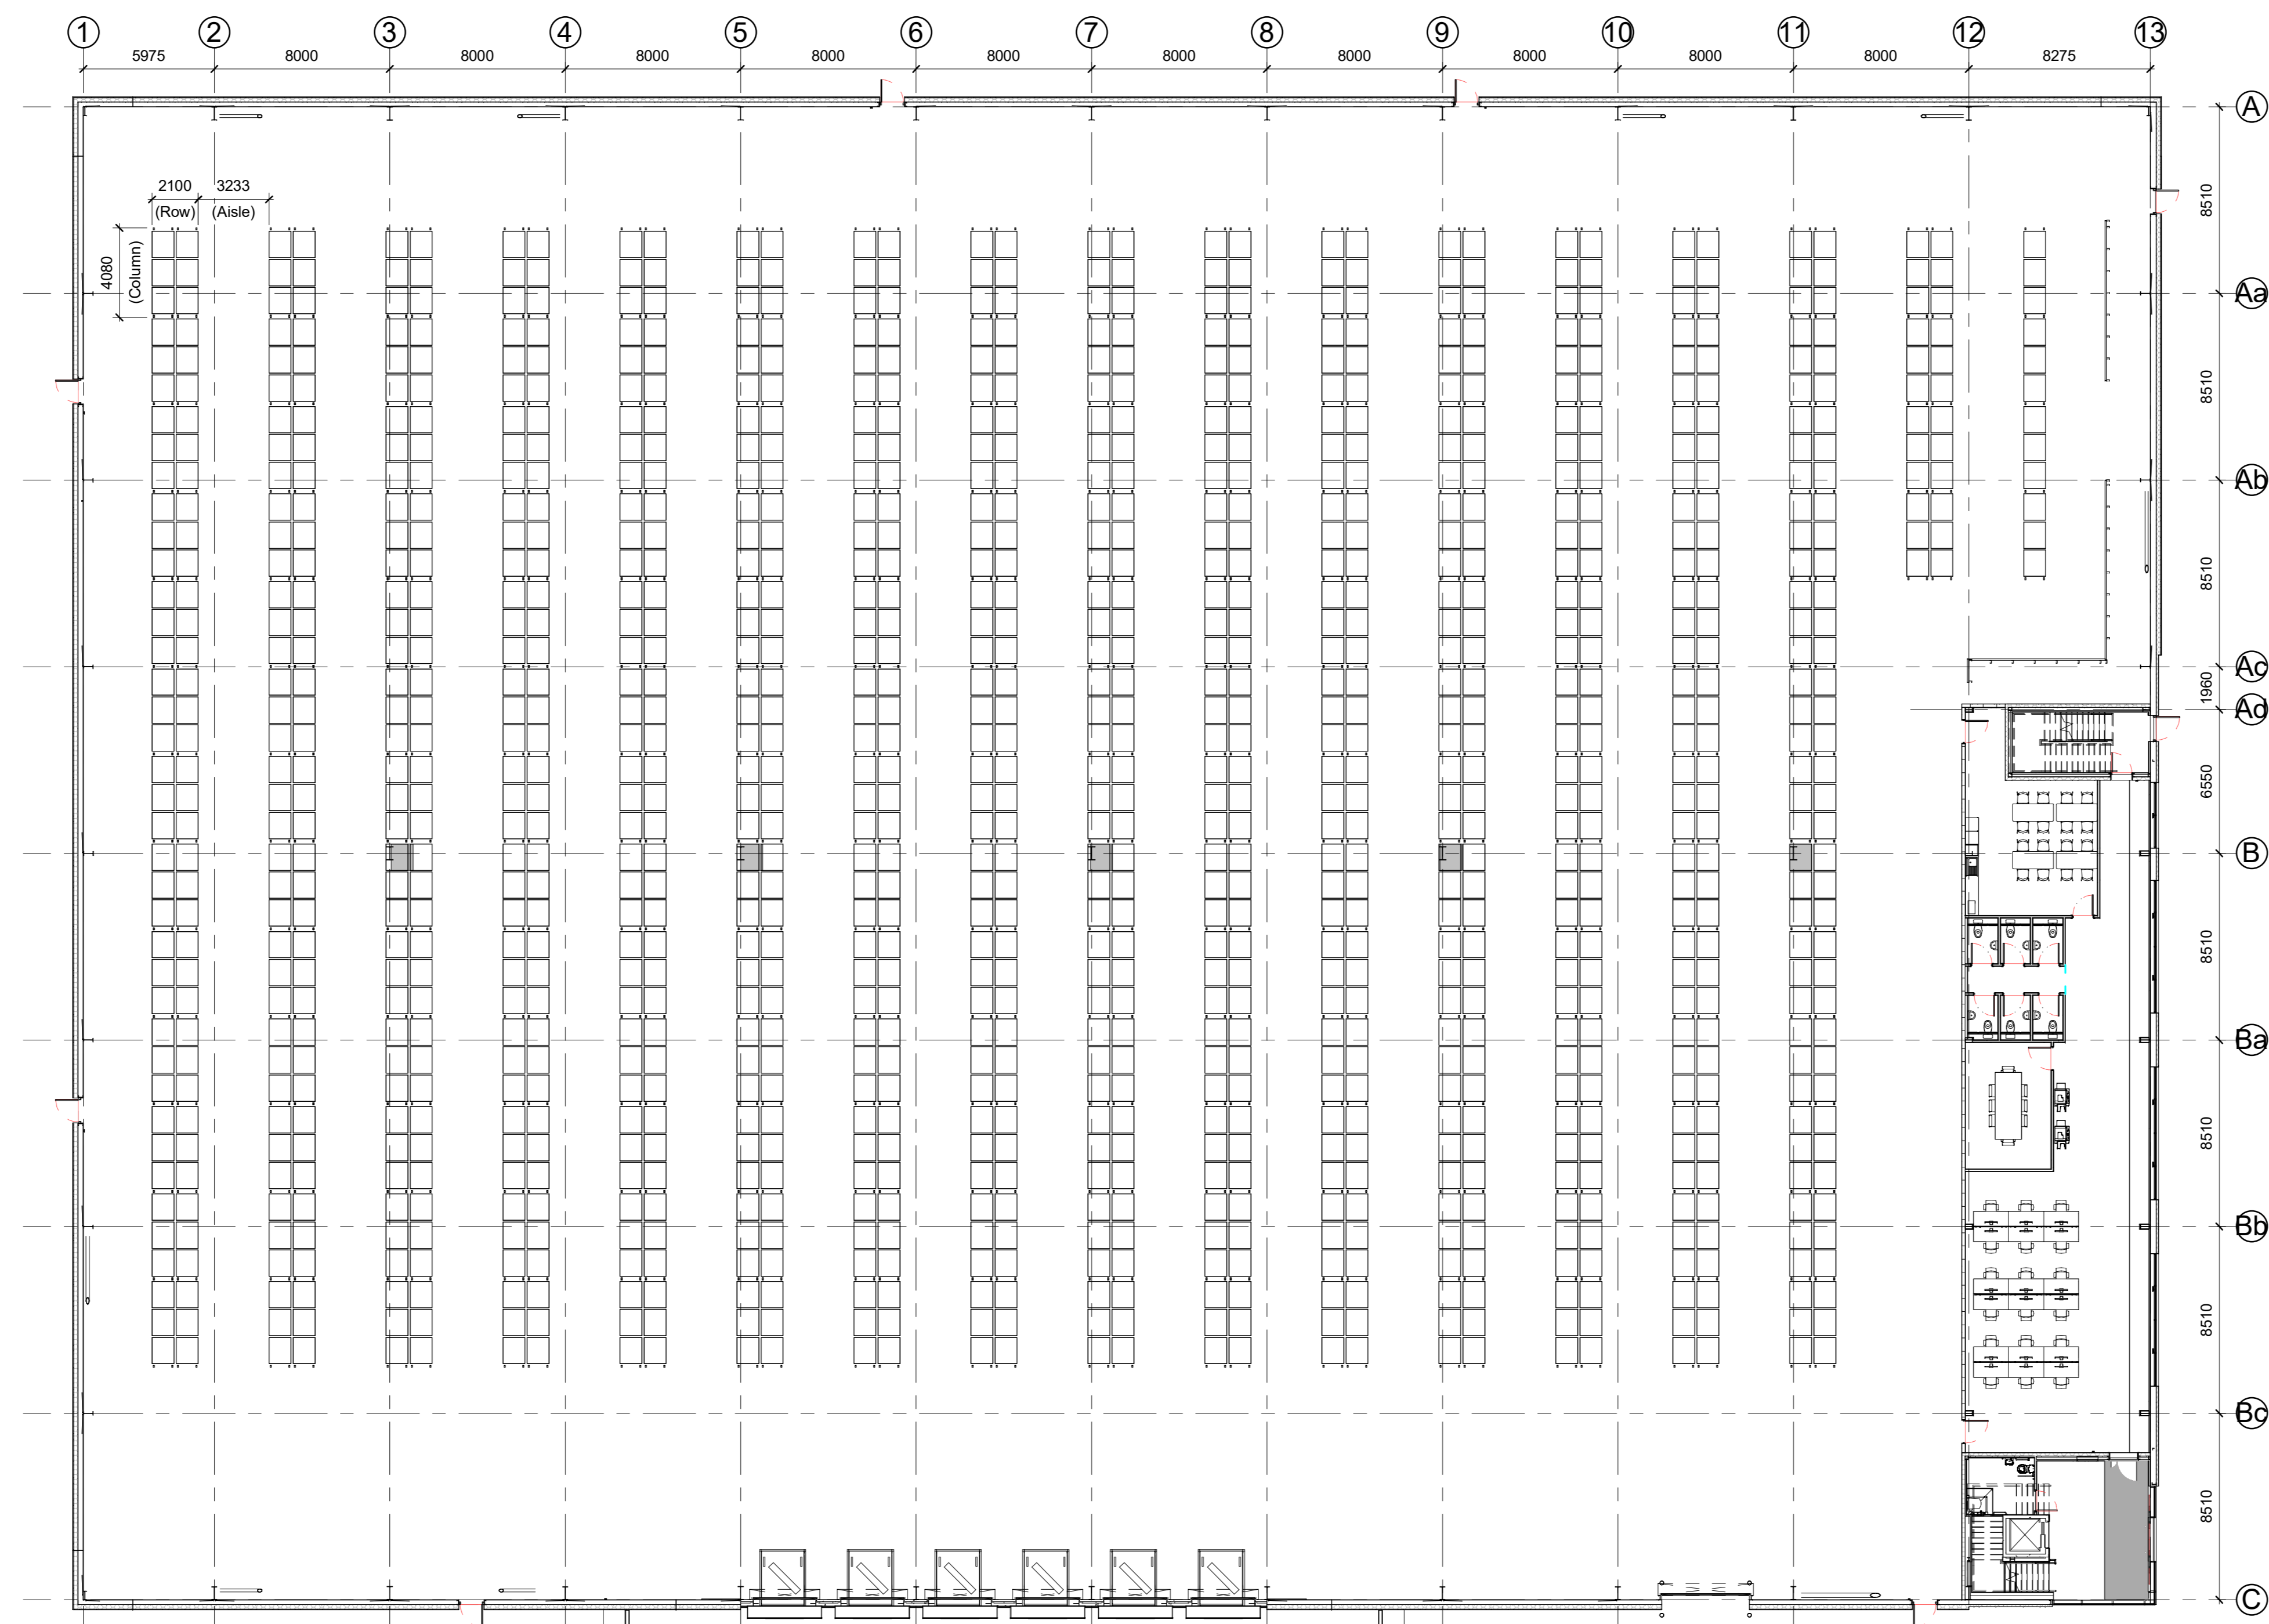 1 2 3 4 5 6 7 8 9 10 11 12 13
5975 8000 8000 8000 8000 8000 8000 8000 8000 8000 8000 8275
A
2100 3233
(Row) (Aisle)
4080
(Column)
8510
Aa
8510
Ab
8510
Ac
1960
Ad
6550
B
8510
Ba
8510
Bb
8510
Bc
8510
C